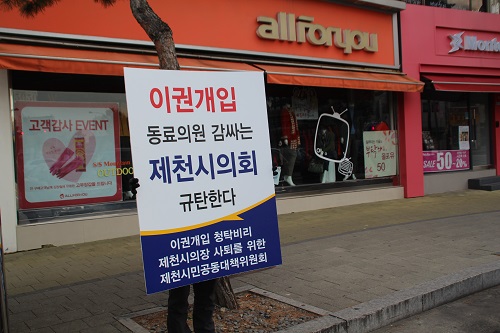 allforyou
이권개입
동료의원 감싸는
제천시의회
규탄한다
이권개입 청탁비리
제천시의장 사퇴를 위한
제천시민공동대책위원회
고객감사 EVENT
50
SALE 50~20%